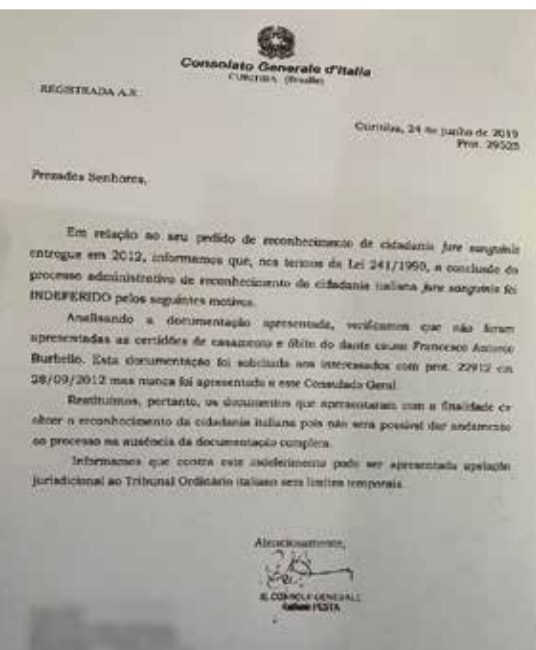 Consolato Generale d'Italia
CURITIBA (Brasile)
REGISTRADA A.R.
Curitiba, 24 de junho de 2019
Prot. 29528
Prezados Senhores,
Em relação ao seu pedido de reconhecimento de cidadania jure sanguinis
entregue em 2012, informamos que, nos termos da Lei 241/1990, a conclusão do
processo administrativo de reconhecimento de cidadania italiana jure sanguinis foi
INDEFERIDO pelos seguintes motivos.
Analisando a documentação apresentada, verificamos que não foram
apresentadas as certidões de casamento e óbito do dante causa Francesco Antonio
Burbello. Esta documentação foi solicitada aos interessados com prot. 22912 em
28/09/2012 mas nunca foi apresentada a este Consulado Geral.
Restituímos, portanto, os documentos que apresentaram com a finalidade de
obter o reconhecimento da cidadania italiana pois não será possível dar andamento
ao processo na ausência da documentação completa.
Informamos que contra este indeferimento pode ser apresentada apelação
jurisdicional ao Tribunal Ordinário italiano sem limites temporais.
Atenciosamente,
IL CONSOLE GENERALE
Raffaele FESTA